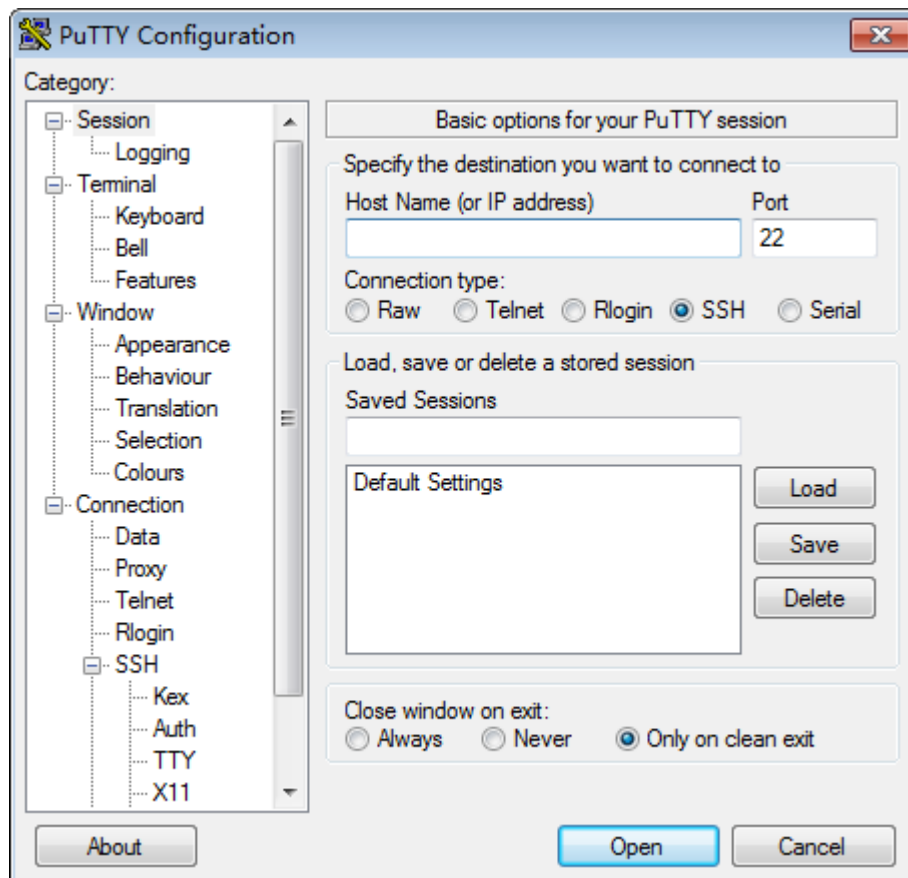 PuTTY Configuration
Category:
Session
Logging
Terminal
Keyboard
Bell
Features
Window
Appearance
Behaviour
Translation
Selection
Colours
Connection
Data
Proxy
Telnet
Rlogin
SSH
Kex
Auth
TTY
X11
Basic options for your PuTTY session
Specify the destination you want to connect to
Host Name (or IP address) Port
22
Connection type:
Raw Telnet Rlogin SSH Serial
Load, save or delete a stored session
Saved Sessions
Default Settings
Load
Save
Delete
Close window on exit:
Always Never Only on clean exit
About Open Cancel